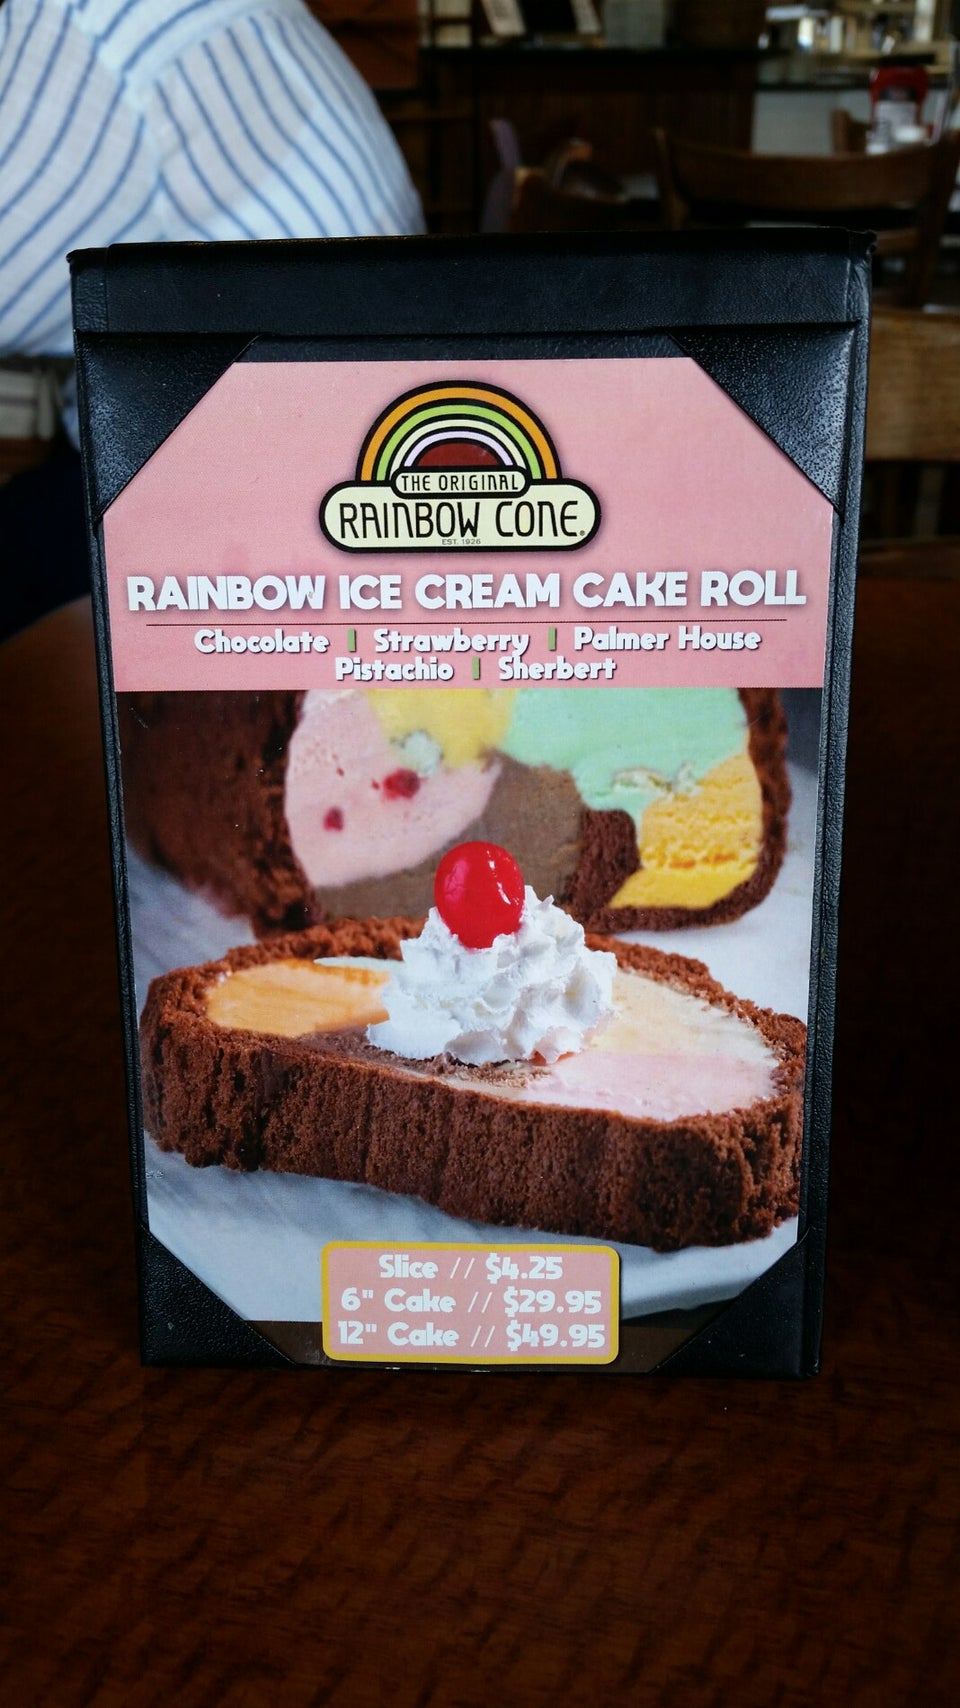 THE ORIGINAL
RAINBOW CONE®
EST. 1926
RAINBOW ICE CREAM CAKE ROLL
Chocolate | Strawberry | Palmer House
Pistachio | Sherbert
Slice // $4.25
6" Cake // $29.95
12" Cake // $49.95